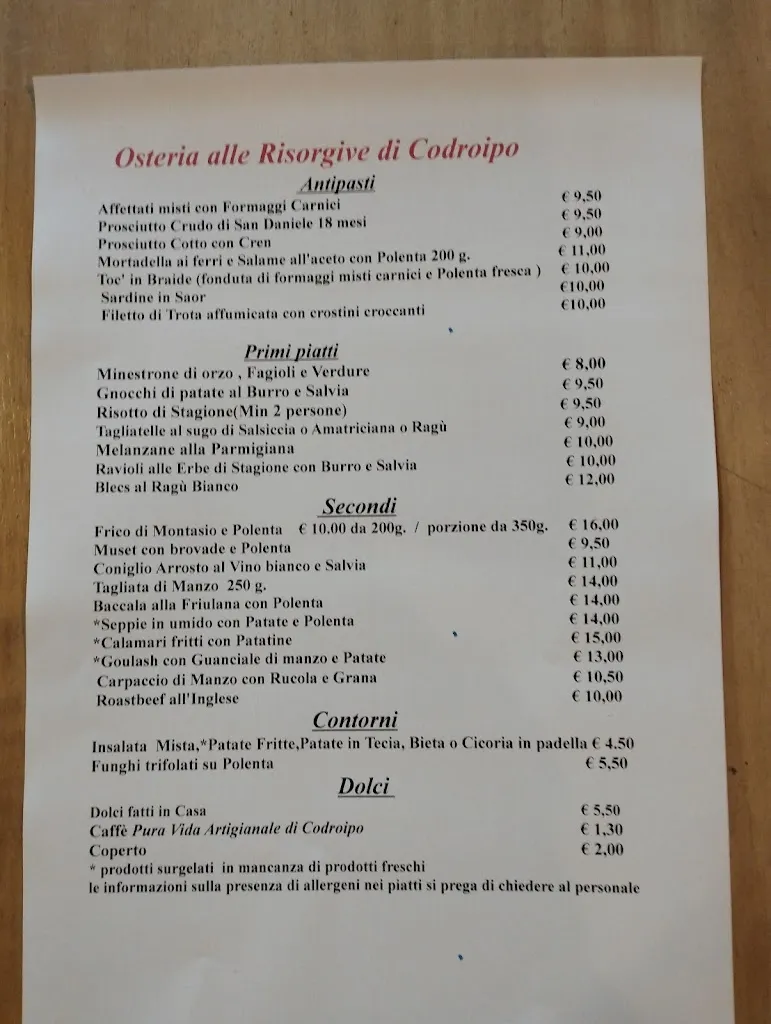 Osteria alle Risorgive di Codroipo
Antipasti
Affettati misti con Formaggi Carnici € 9,50
Prosciutto Crudo di San Daniele 18 mesi € 9,50
Prosciutto Cotto con Cren € 9,00
Mortadella ai ferri e Salame all'aceto con Polenta 200 g. € 11,00
Toc' in Braide (fonduta di formaggi misti carnici e Polenta fresca ) € 10,00
Sardine in Saor €10,00
Filetto di Trota affumicata con crostini croccanti €10,00
Primi piatti
Minestrone di orzo , Fagioli e Verdure € 8,00
Gnocchi di patate al Burro e Salvia € 9,50
Risotto di Stagione(Min 2 persone) € 9,50
Tagliatelle al sugo di Salsiccia o Amatriciana o Ragù € 9,00
Melanzane alla Parmigiana € 10,00
Ravioli alle Erbe di Stagione con Burro e Salvia € 10,00
Blecs al Ragù Bianco € 12,00
Secondi
Frico di Montasio e Polenta € 10.00 da 200g. / porzione da 350g. € 16,00
Muset con brovade e Polenta € 9,50
Coniglio Arrosto al Vino bianco e Salvia € 11,00
Tagliata di Manzo 250 g. € 14,00
Baccala alla Friulana con Polenta € 14,00
*Seppie in umido con Patate e Polenta € 14,00
*Calamari fritti con Patatine € 15,00
*Goulash con Guanciale di manzo e Patate € 13,00
Carpaccio di Manzo con Rucola e Grana € 10,50
Roastbeef all'Inglese € 10,00
Contorni
Insalata Mista,*Patate Fritte,Patate in Tecia, Bieta o Cicoria in padella € 4.50
Funghi trifolati su Polenta € 5,50
Dolci
Dolci fatti in Casa € 5,50
Caffè Pura Vida Artigianale di Codroipo € 1,30
Coperto € 2,00
* prodotti surgelati in mancanza di prodotti freschi
le informazioni sulla presenza di allergeni nei piatti si prega di chiedere al personale